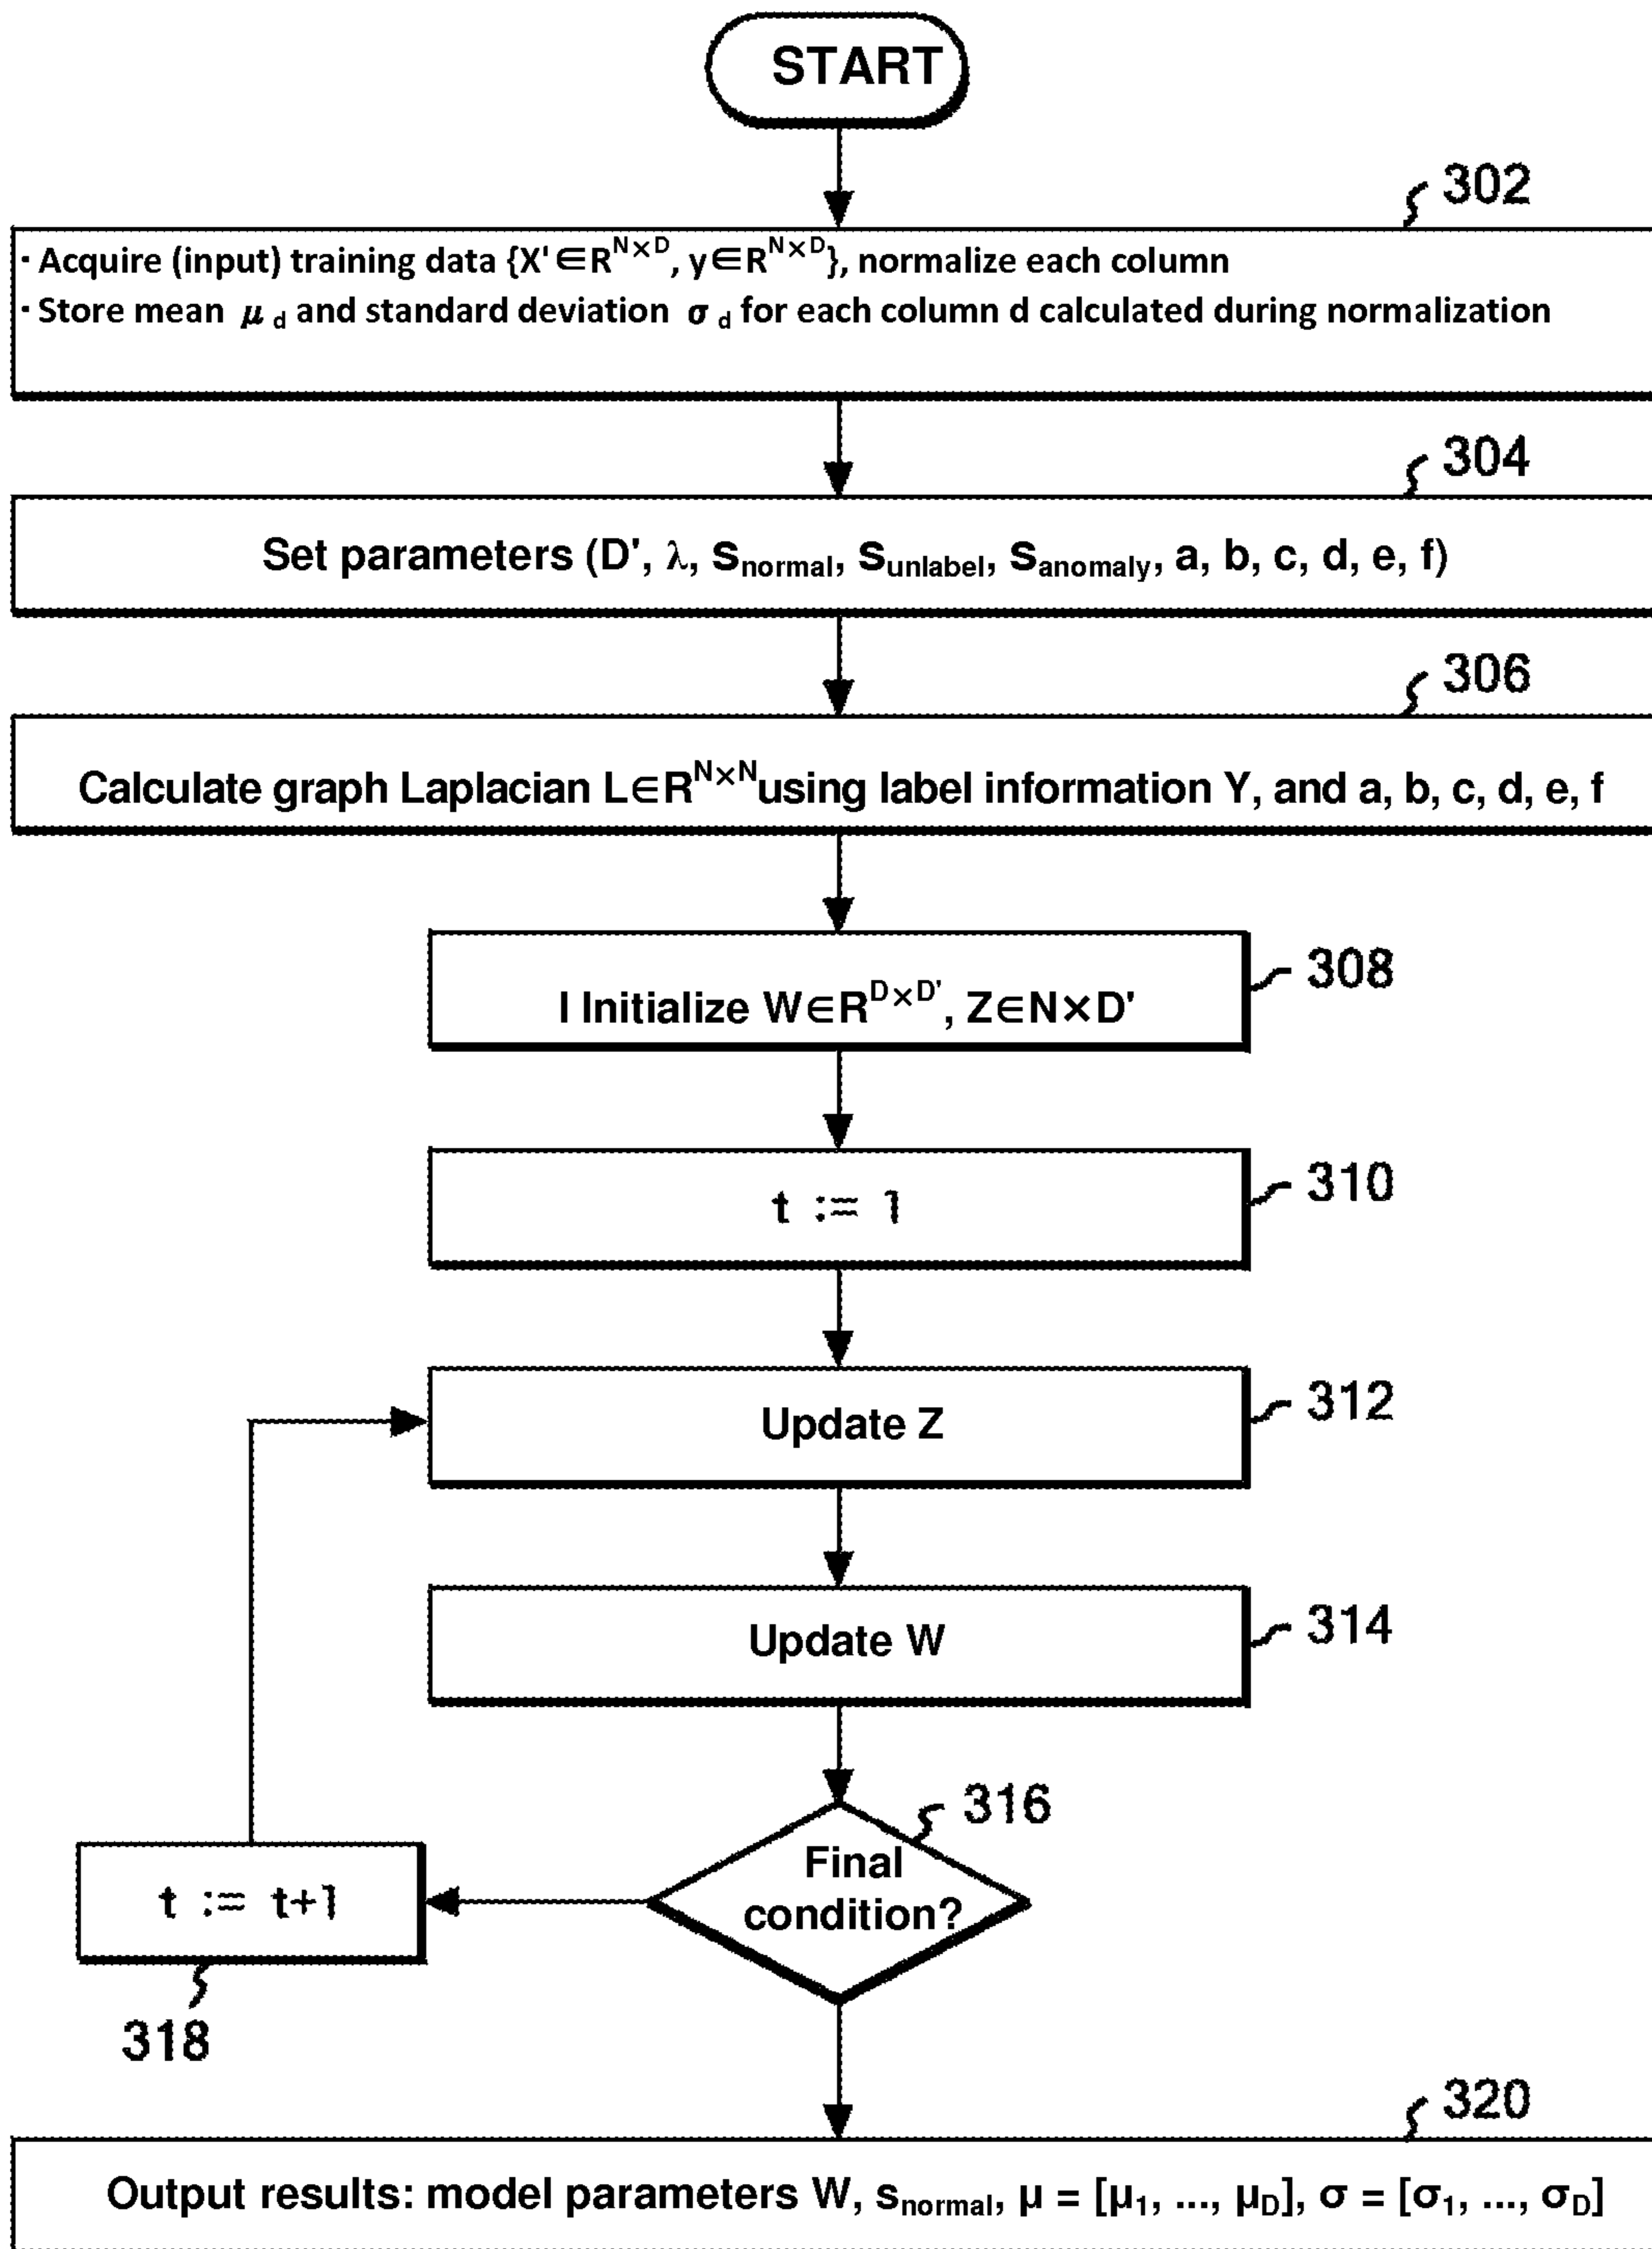 START
302
· Acquire (input) training data {X'∈R^N×D, y∈R^N×D}, normalize each column
· Store mean μ_d and standard deviation σ_d for each column d calculated during normalization
304
Set parameters (D', λ, S_normal, S_unlabel, S_anomaly, a, b, c, d, e, f)
306
Calculate graph Laplacian L∈R^N×N using label information Y, and a, b, c, d, e, f
308
I Initialize W∈R^D×D', Z∈N×D'
310
t := 1
312
Update Z
314
Update W
316
Final
condition?
t := t+1
318
320
Output results: model parameters W, s_normal, μ = [μ_1, ..., μ_D], σ = [σ_1, ..., σ_D]